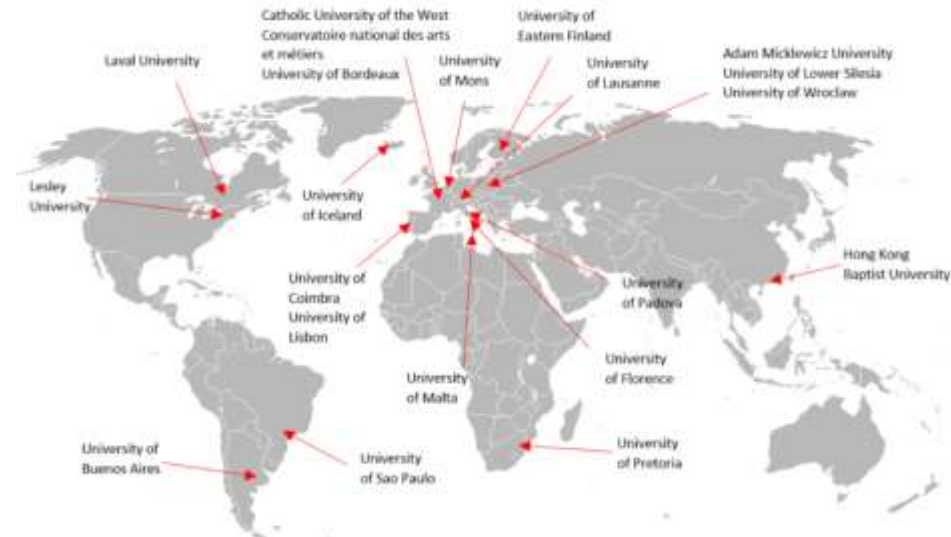 Catholic University of the West
Conservatoire national des arts
et métiers
University of Bordeaux
University of
Eastern Finland
Laval University
University
of Mons
University
of Lausanne
Adam Micklewicz University
University of Lower Silesia
University of Wroclaw
Lesley
University
University
of Iceland
Hong Kong
Baptist University
University of
Coimbra
University of
Lisbon
University
of Padova
University
of Florence
University
of Malta
University of
Buenos Aires
University
of Sao Paulo
University
of Pretoria